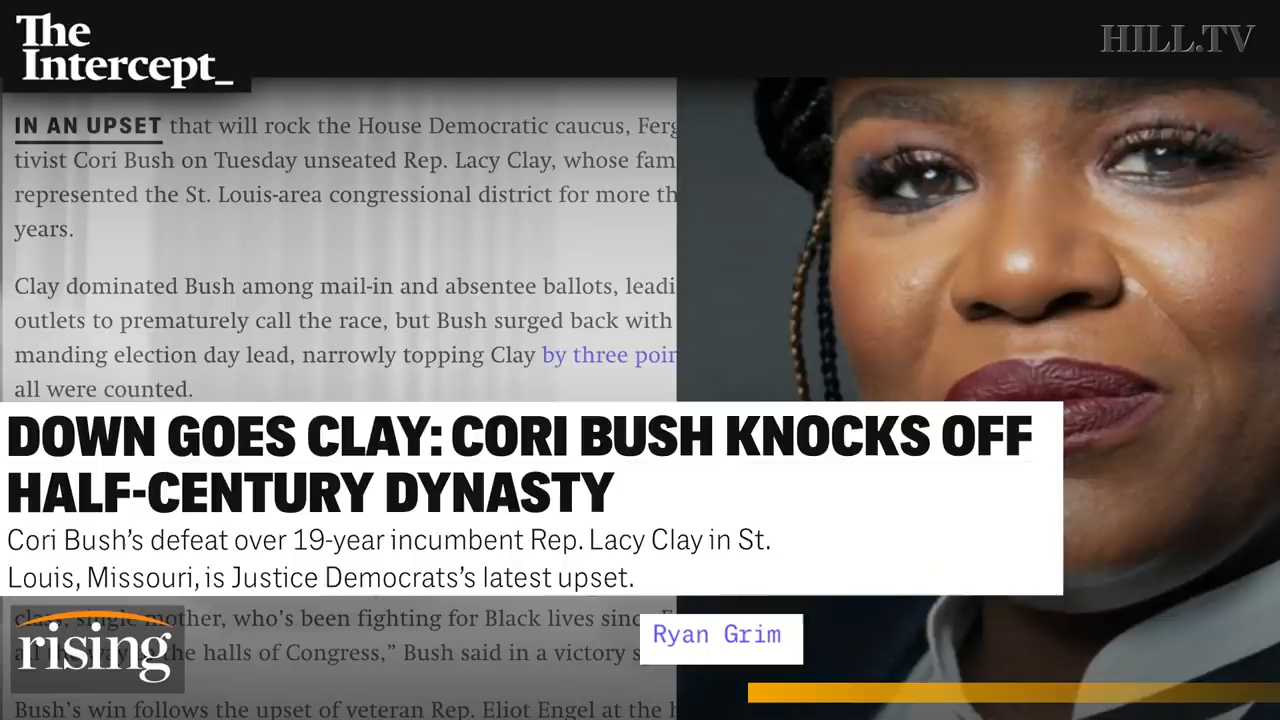 The
Intercept_
HILL.TV
IN AN UPSET that will rock the House Democratic caucus,
tivist Cori Bush on Tuesday unseated Rep. Lacy Clay, whose
represented the St. Louis-area congressional district for more
years.
Clay dominated Bush among mail-in and absentee ballots,
outlets to prematurely call the race, but Bush surged back with
manding election day lead, narrowly topping Clay by three
all were counted.
DOWN GOES CLAY: CORI BUSH KNOCKS OFF
HALF-CENTURY DYNASTY
Cori Bush's defeat over 19-year incumbent Rep. Lacy Clay in St.
Louis, Missouri, is Justice Democrats's latest upset.
single mother, who's been fighting for Black lives
the halls of Congress,” Bush said in a victory
rising
Ryan Grim
Bush's win follows the upset of veteran Rep. Eliot Engel at the